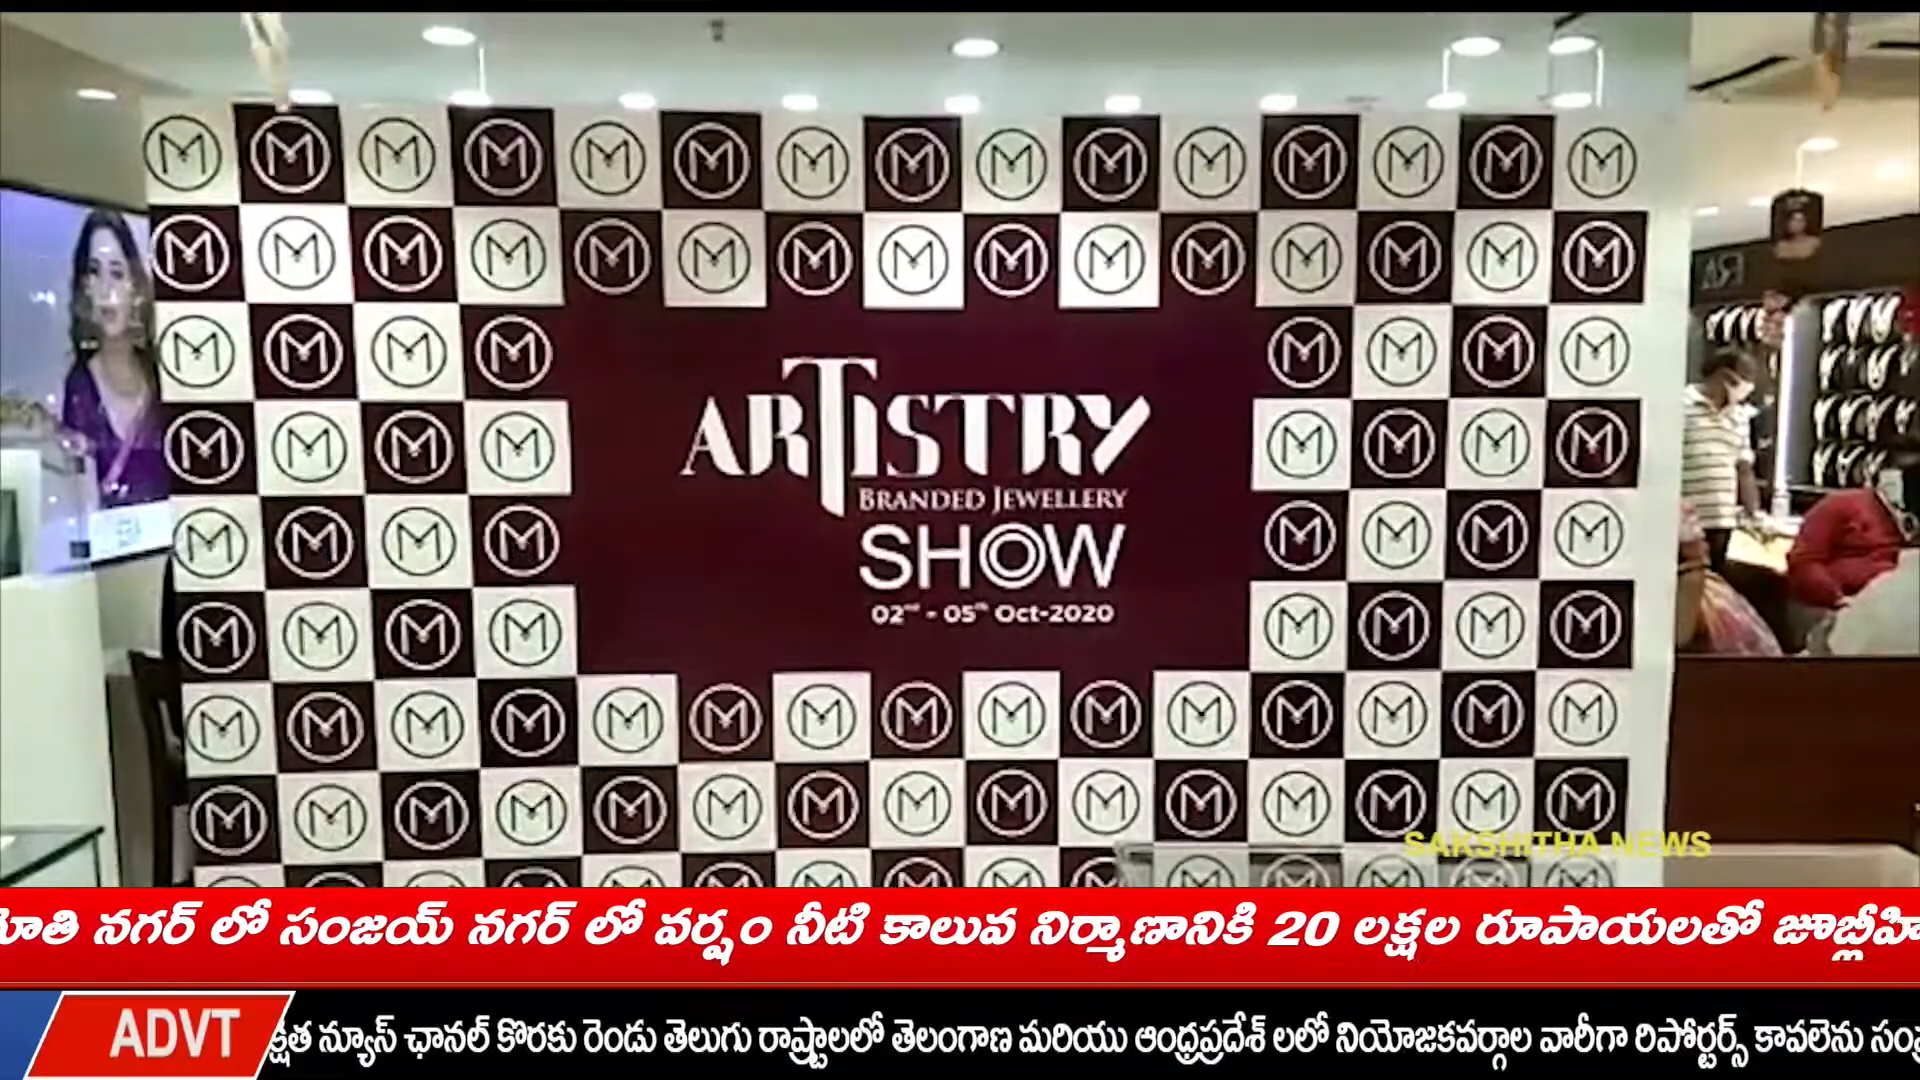 ARTISTRY
BRANDED JEWELLERY
SHOW
02nd - 05th Oct-2020
SAKSHITHA NEWS
నగర్ లో సంజయ్ నగర్ లో వర్షం నీటి కాలువ నిర్మాణానికి 20 లక్షల రూపాయలతో
ADVT
న్యూస్ ఛానల్ కొరకు రెండు తెలుగు రాష్ట్రాలలో తెలంగాణ మరియు ఆంధ్రప్రదేశ్ లలో నియోజకవర్గాల వారీగా రిపోర్టర్స్ కావలెను